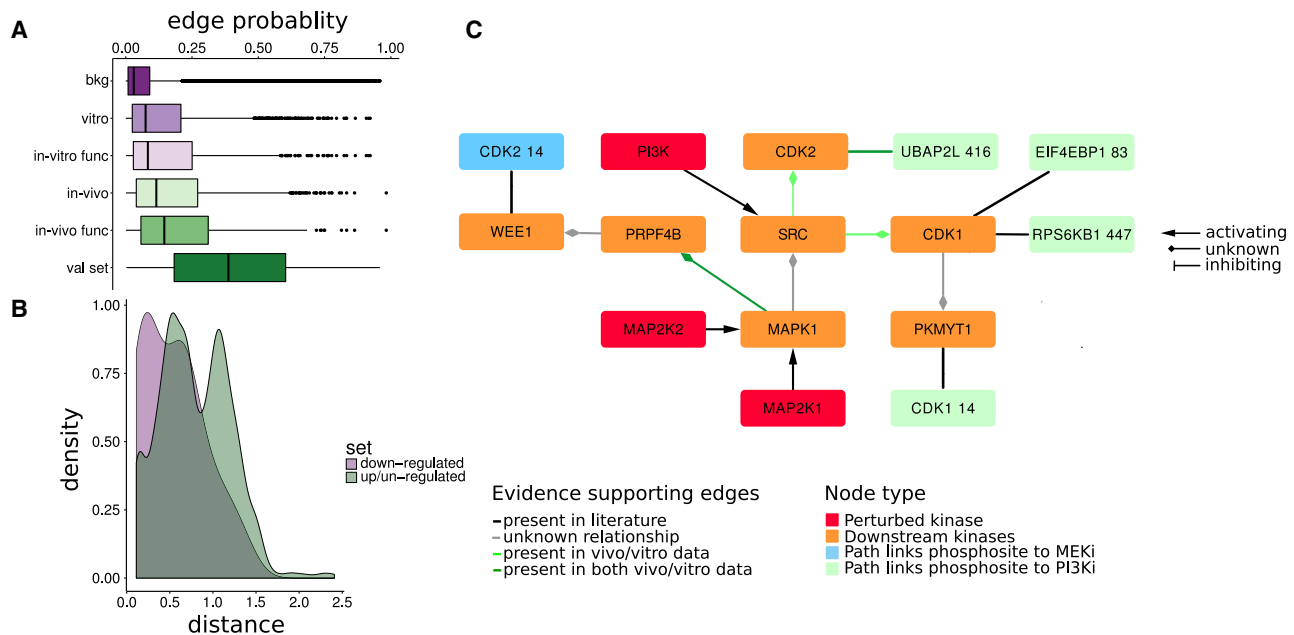 A
edge probablity
0.00 0.25 0.50 0.75 1.00
bkg
vitro
in-vitro func
in-vivo
in-vivo func
val set
B
1.00
0.75
0.50
0.25
0.00
density
0.0 0.5 1.0 1.5 2.0 2.5
distance
set
down-regulated
up/un-regulated
C
CDK2 14
PI3K
CDK2
UBAP2L 416
EIF4EBP1 83
WEE1
PRPF4B
SRC
CDK1
RPS6KB1 447
MAP2K2
MAPK1
PKMYT1
MAP2K1
CDK1 14
activating
unknown
inhibiting
Evidence supporting edges
present in literature
unknown relationship
present in vivo/vitro data
present in both vivo/vitro data
Node type
Perturbed kinase
Downstream kinases
Path links phosphosite to MEKi
Path links phosphosite to PI3Ki